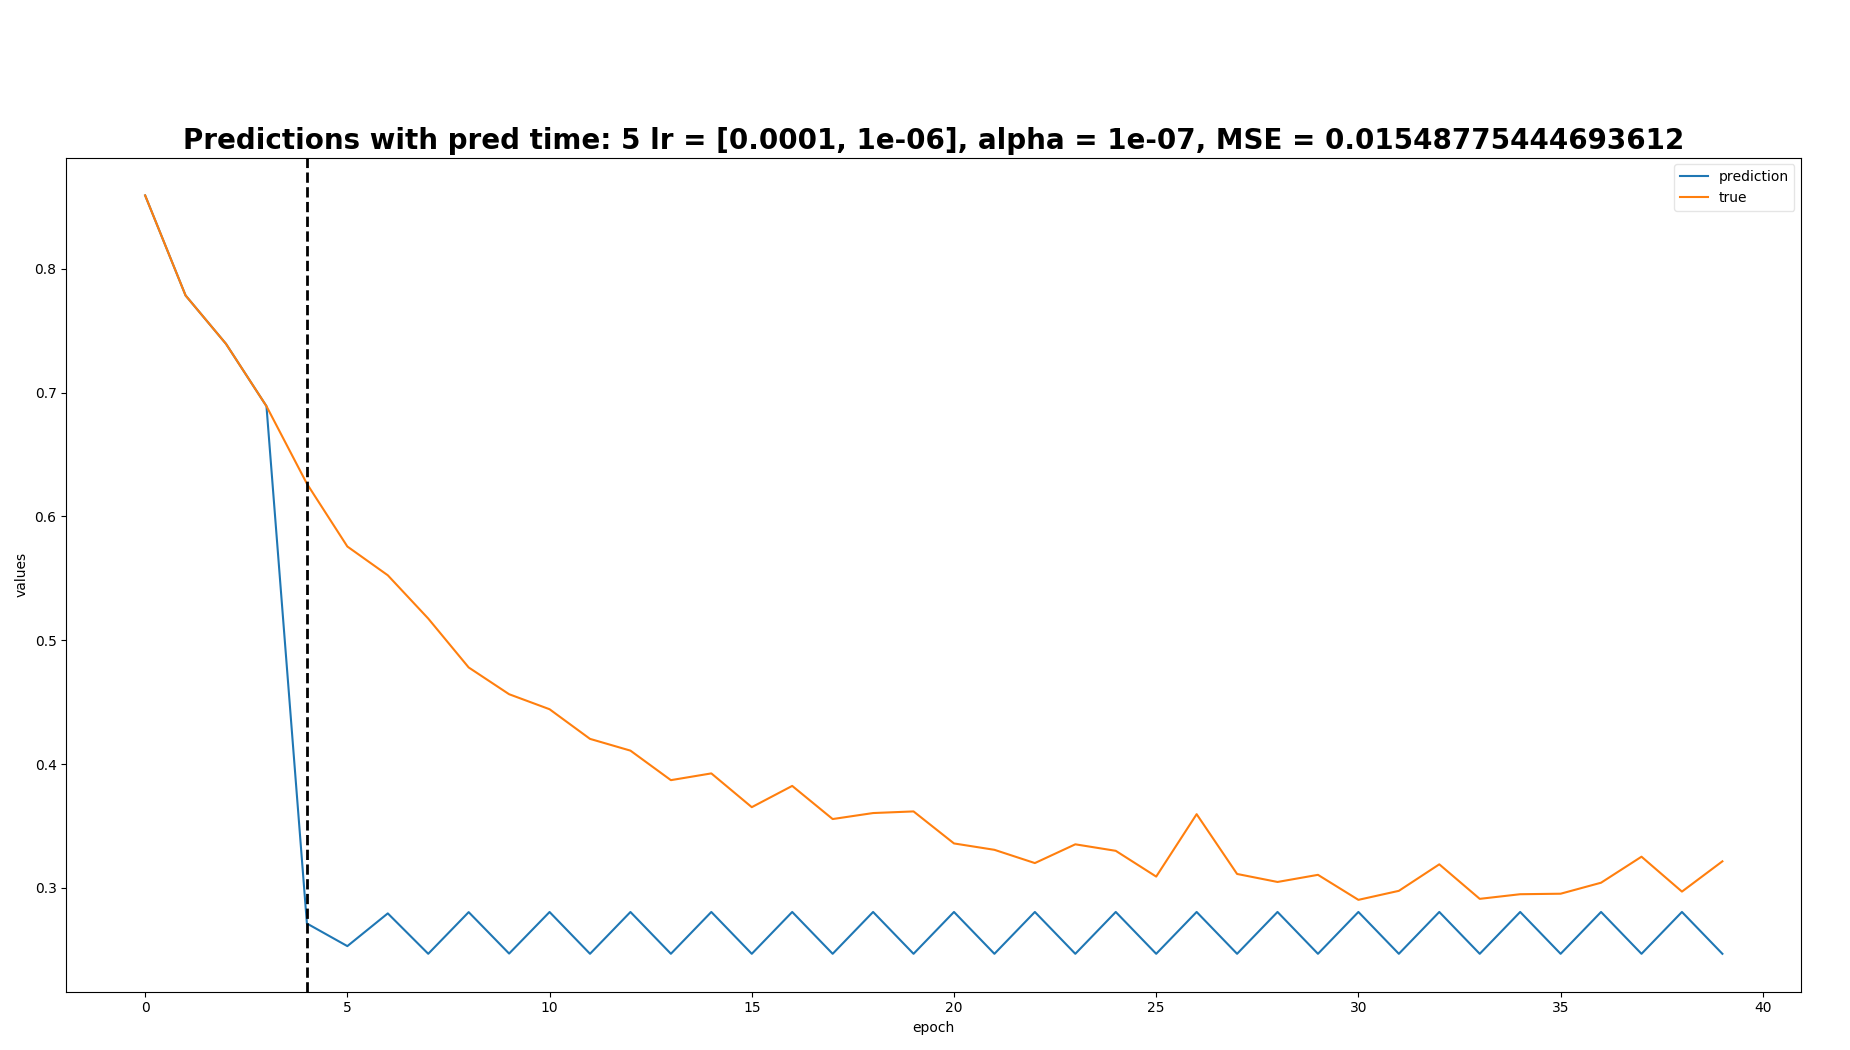 Predictions with pred time: 5 lr = [0.0001, 1e-06], alpha = 1e-07, MSE = 0.01548775444693612
prediction
true
0.8
0.7
0.6
0.5
0.4
0.3
values
0 5 10 15 20 25 30 35 40
epoch